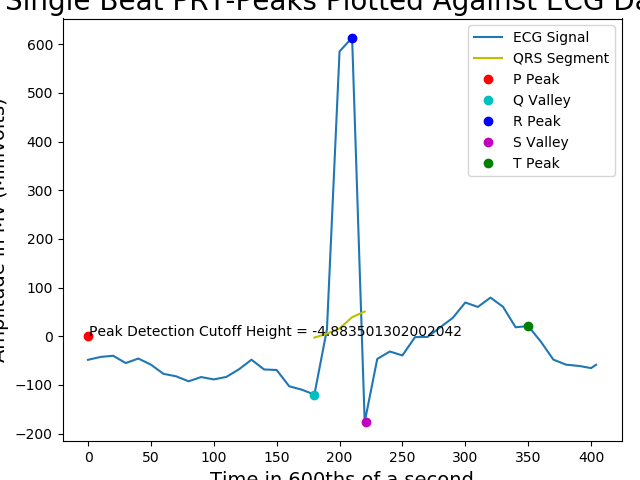 Single Beat PRT-Peaks Plotted Against ECG Da
ECG Signal
QRS Segment
P Peak
Q Valley
R Peak
S Valley
T Peak
Peak Detection Cutoff Height = -4.883501302002042
600
500
400
300
200
100
0
−100
−200
0 50 100 150 200 250 300 350 400
Time in 600ths of a second
Amplitude in MV (Millivolts)